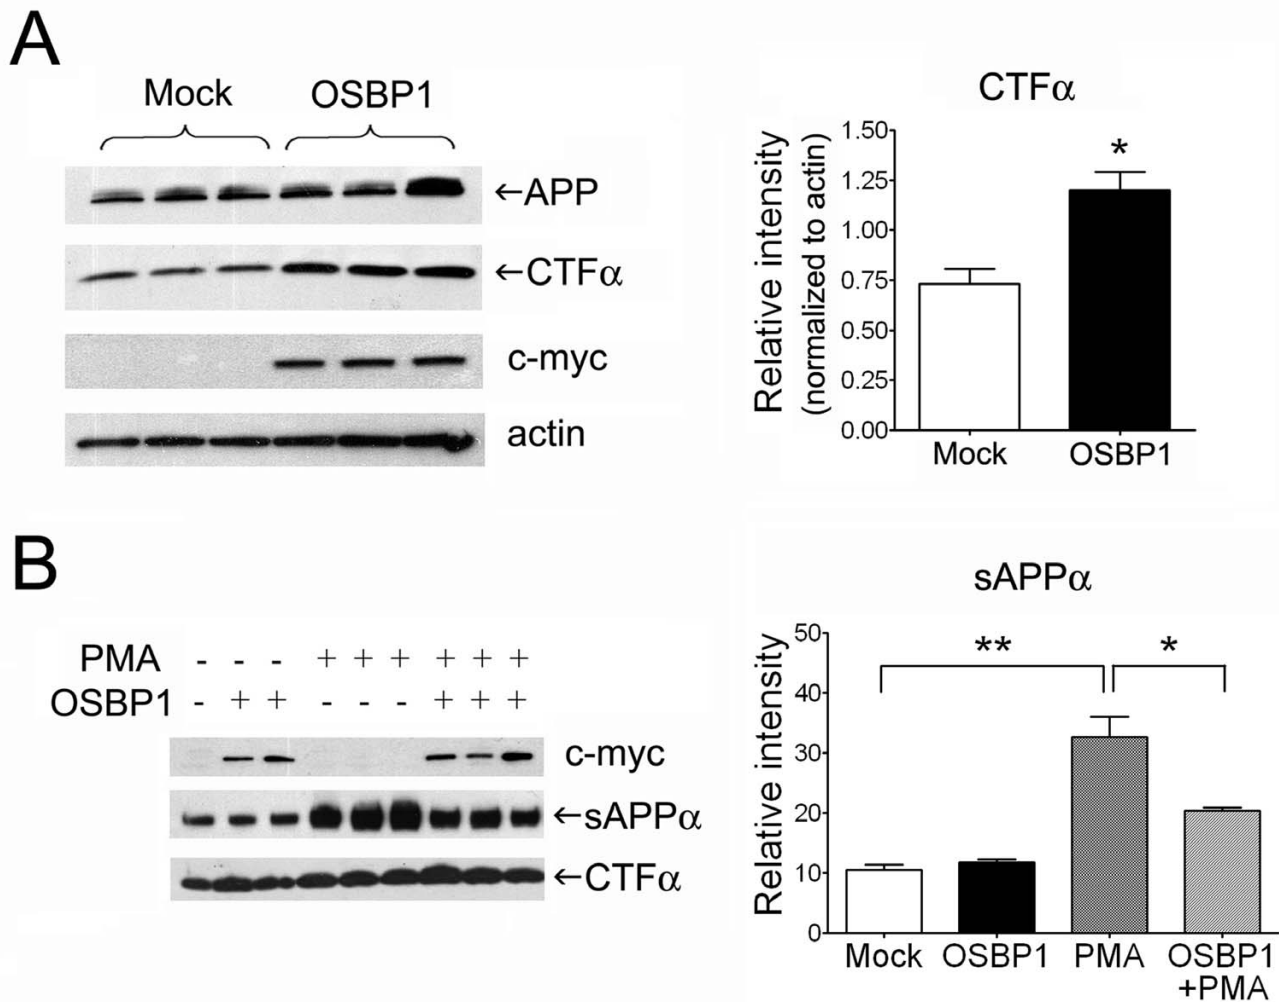 A
Mock OSBP1
←APP
←CTFα
c-myc
actin
CTFα
Relative intensity
(normalized to actin)
1.50
1.25
1.00
0.75
0.50
0.25
0.00
*
Mock OSBP1
B
PMA - - - + + + + + +
OSBP1 - + + - - - + + +
c-myc
←sAPPα
←CTFα
sAPPα
Relative intensity
50
40
30
20
10
0
** *
Mock OSBP1 PMA OSBP1
+PMA